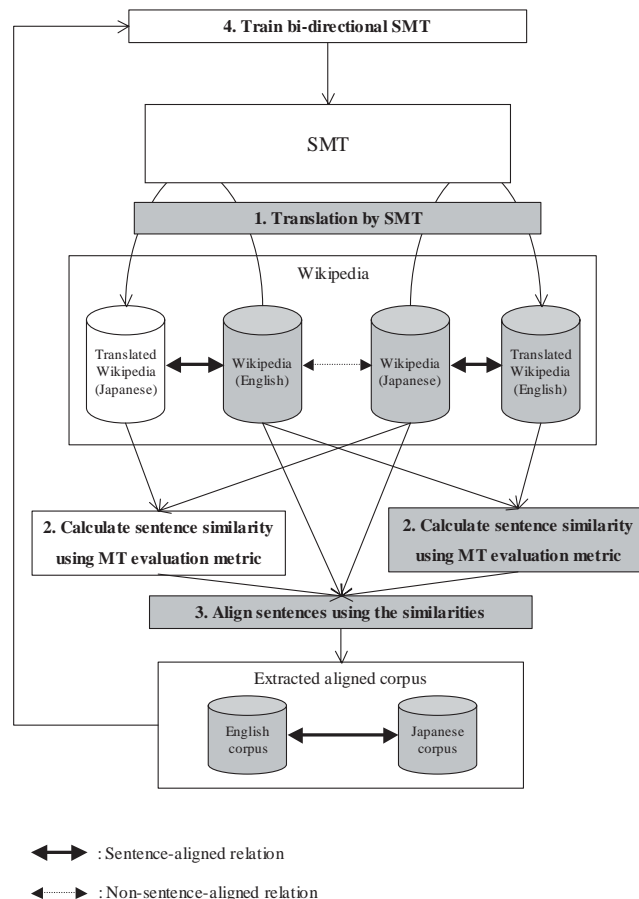 4. Train bi-directional SMT
SMT
1. Translation by SMT
Wikipedia
Translated
Wikipedia
(Japanese)
Wikipedia
(English)
Wikipedia
(Japanese)
Translated
Wikipedia
(English)
2. Calculate sentence similarity
using MT evaluation metric
2. Calculate sentence similarity
using MT evaluation metric
3. Align sentences using the similarities
Extracted aligned corpus
English
corpus
Japanese
corpus
: Sentence-aligned relation
: Non-sentence-aligned relation